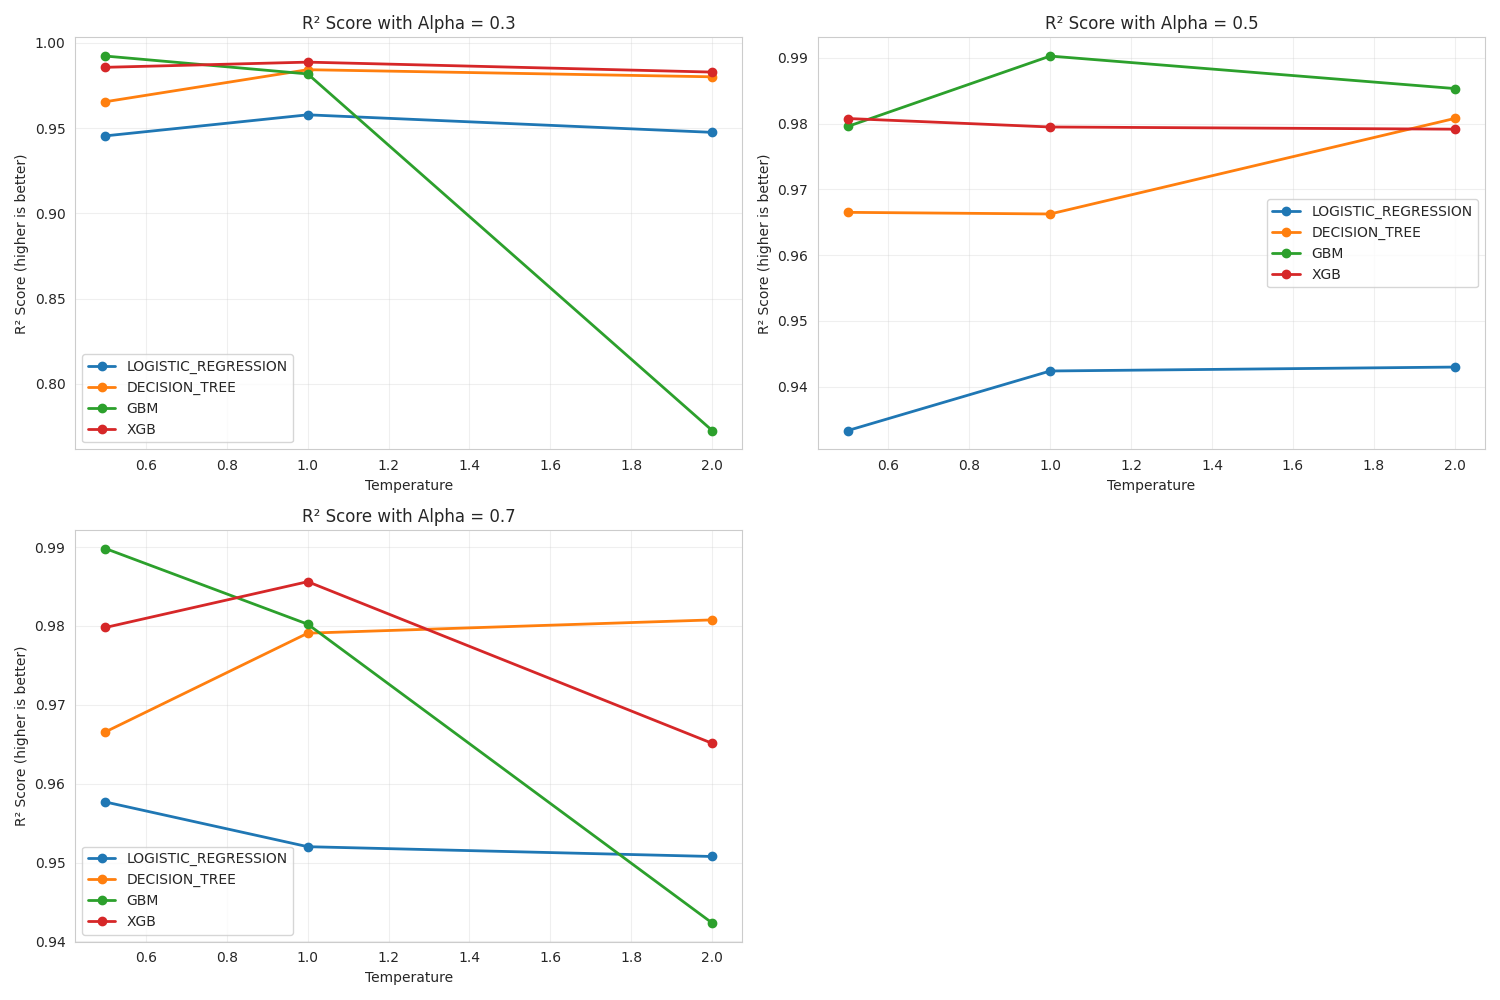 R² Score with Alpha = 0.3
R² Score (higher is better)
1.00
0.95
0.90
0.85
0.80
LOGISTIC_REGRESSION
DECISION_TREE
GBM
XGB
0.6 0.8 1.0 1.2 1.4 1.6 1.8 2.0
Temperature
R² Score with Alpha = 0.5
R² Score (higher is better)
0.99
0.98
0.97
0.96
0.95
0.94
LOGISTIC_REGRESSION
DECISION_TREE
GBM
XGB
0.6 0.8 1.0 1.2 1.4 1.6 1.8 2.0
Temperature
R² Score with Alpha = 0.7
R² Score (higher is better)
0.99
0.98
0.97
0.96
0.95
0.94
LOGISTIC_REGRESSION
DECISION_TREE
GBM
XGB
0.6 0.8 1.0 1.2 1.4 1.6 1.8 2.0
Temperature